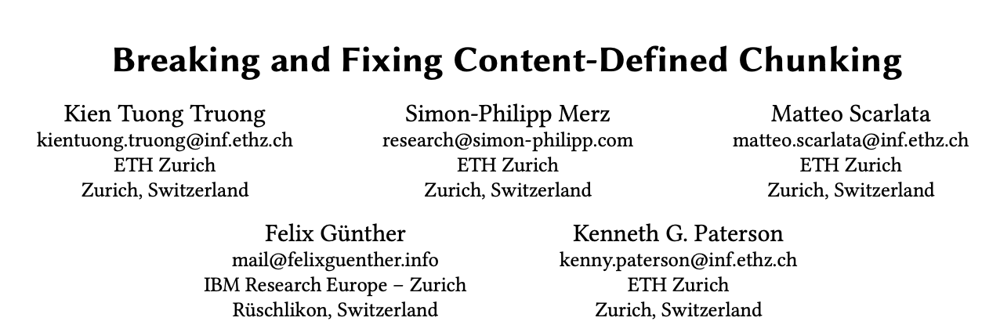 Breaking and Fixing Content-Defined Chunking
Kien Tuong Truong
kientuong.truong@inf.ethz.ch
ETH Zurich
Zurich, Switzerland
Simon-Philipp Merz
research@simon-philipp.com
ETH Zurich
Zurich, Switzerland
Matteo Scarlata
matteo.scarlata@inf.ethz.ch
ETH Zurich
Zurich, Switzerland
Felix Günther
mail@felixguenther.info
IBM Research Europe – Zurich
Rüschlikon, Switzerland
Kenneth G. Paterson
kenny.paterson@inf.ethz.ch
ETH Zurich
Zurich, Switzerland